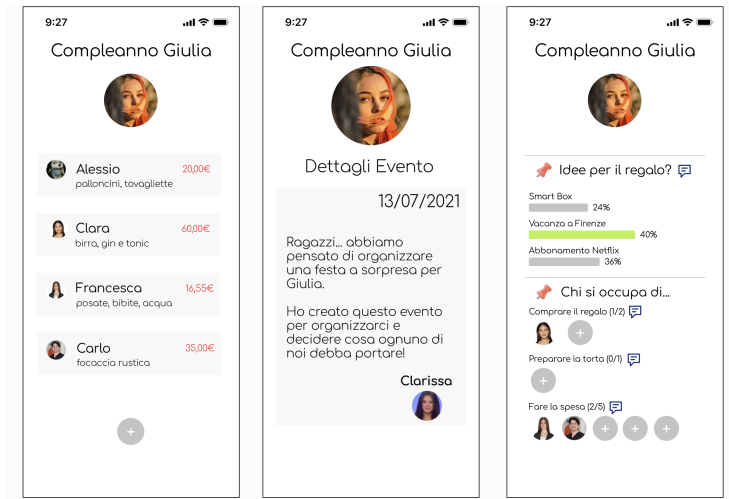 9:27
Compleanno Giulia
Alessio
20,00€
palloncini, tovagliette
Clara
60,00€
birra, gin e tonic
Francesca
16,55€
posate, bibite, acqua
Carlo
35,00€
focaccia rustica
+
9:27
Compleanno Giulia
Dettagli Evento
13/07/2021
Ragazzi... abbiamo
pensato di organizzare
una festa a sorpresa per
Giulia.
Ho creato questo evento
per organizzarci e
decidere cosa ognuno di
noi debba portare!
Clarissa
9:27
Compleanno Giulia
Idee per il regalo?
Smart Box
24%
Vacanza a Firenze
40%
Abbonamento Netflix
36%
Chi si occupa di...
Comprare il regalo (1/2)
+
Preparare la torta (0/1)
+
Fare la spesa (2/5)
+ + +